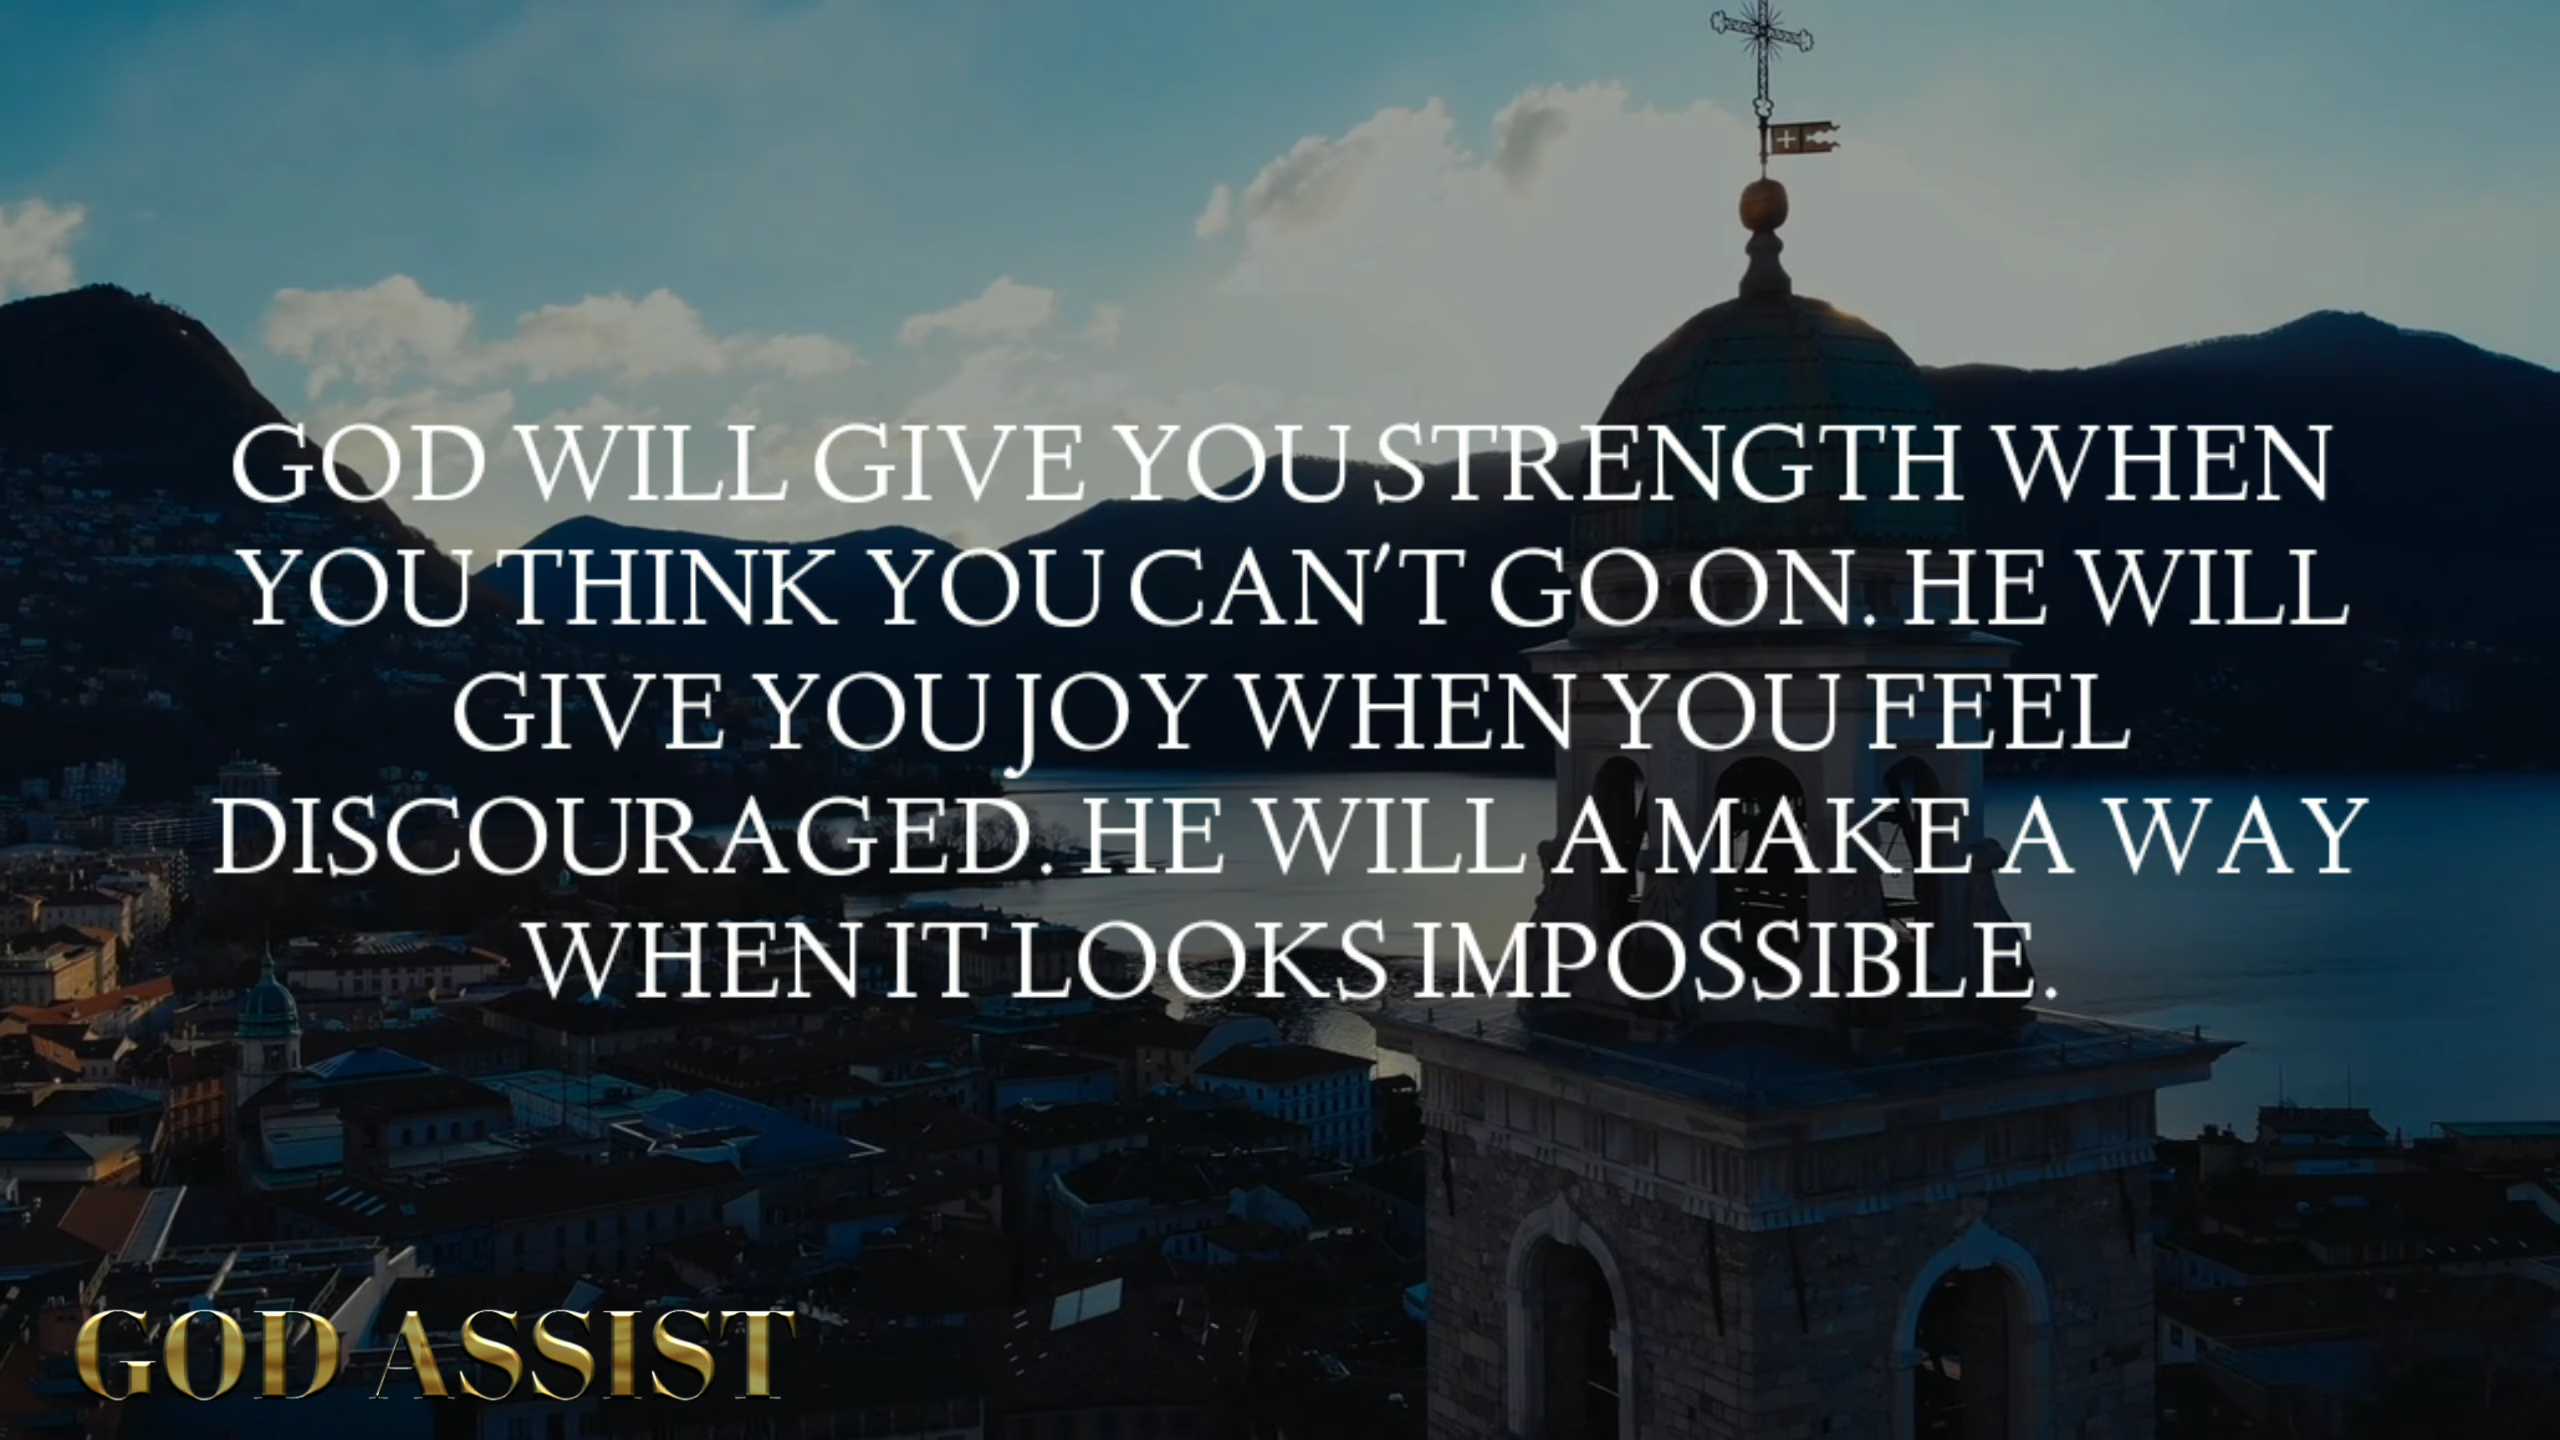 GOD WILL GIVE YOU STRENGTH WHEN
YOU THINK YOU CAN'T GO ON. HE WILL
GIVE YOU JOY WHEN YOU FEEL
DISCOURAGED. HE WILL A MAKE A WAY
WHEN IT LOOKS IMPOSSIBLE.
GOD ASSIST